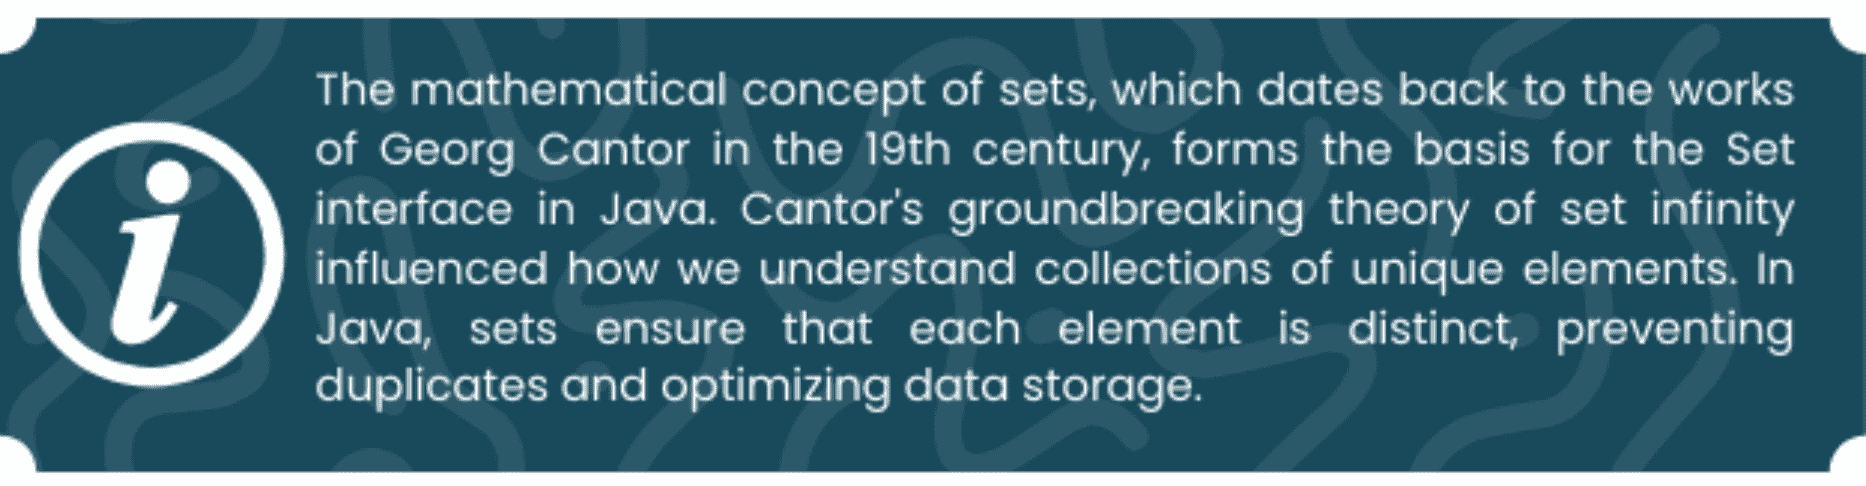 The mathematical concept of sets, which dates back to the works
of Georg Cantor in the 19th century, forms the basis for the Set
interface in Java. Cantor's groundbreaking theory of set infinity
influenced how we understand collections of unique elements. In
Java, sets ensure that each element is distinct, preventing
duplicates and optimizing data storage.